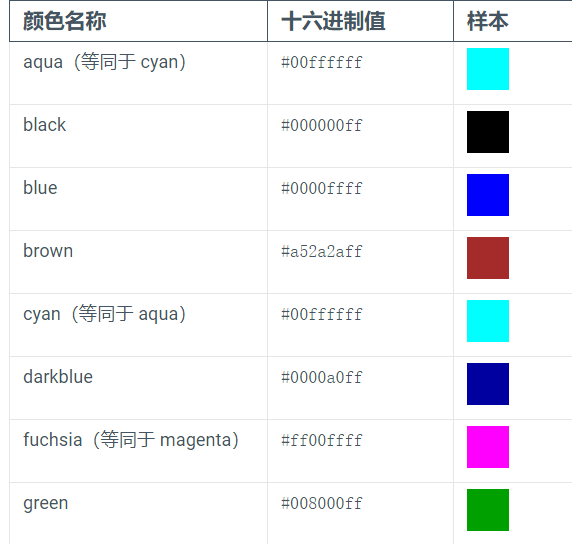 颜色名称 十六进制值 样本
aqua（等同于 cyan） #00ffffff
black #000000ff
blue #0000ffff
brown #a52a2aff
cyan（等同于 aqua） #00ffffff
darkblue #0000a0ff
fuchsia（等同于 magenta） #ff00ffff
green #008000ff